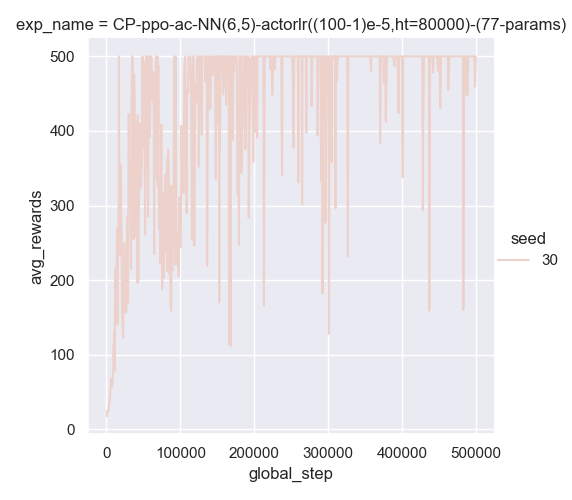 exp_name = CP-ppo-ac-NN(6,5)-actorlr((100-1)e-5,ht=80000)-(77-params)
500
400
300
200
100
0
avg_rewards
0 100000 200000 300000 400000 500000
global_step
seed
30